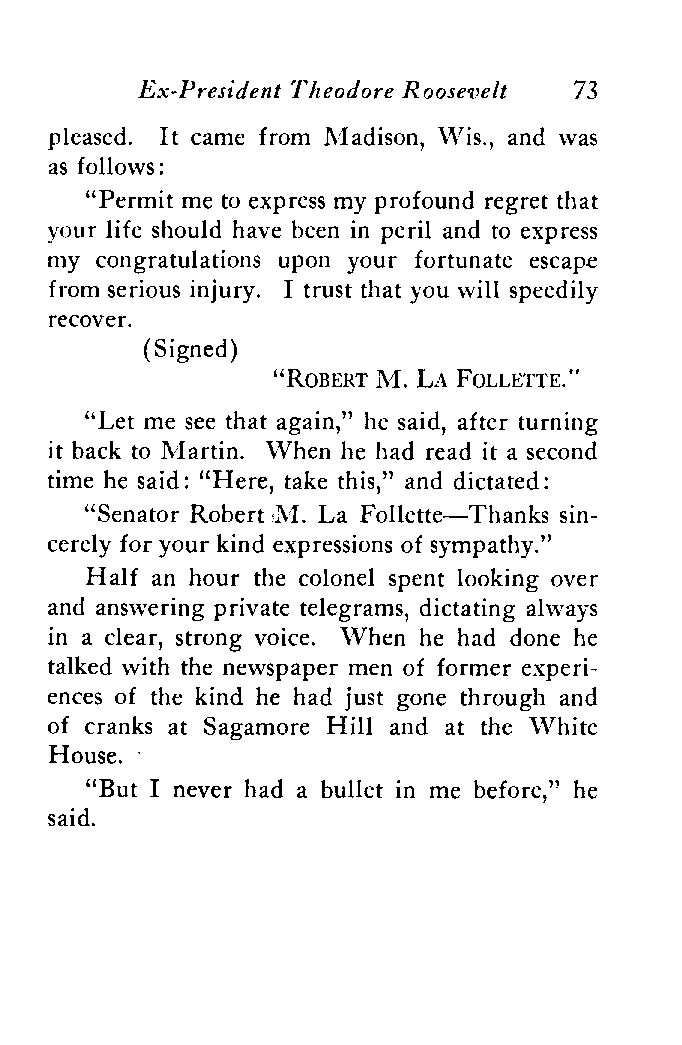 Ex-President Theodore Roosevelt 73
pleased. It came from Madison, Wis., and was
as follows:
“Permit me to express my profound regret that
your life should have been in peril and to express
my congratulations upon your fortunate escape
from serious injury. I trust that you will speedily
recover.
(Signed)
“ROBERT M. LA FOLLETTE.”
“Let me see that again,” he said, after turning
it back to Martin. When he had read it a second
time he said: “Here, take this,” and dictated:
“Senator Robert M. La Follette—Thanks sin-
cerely for your kind expressions of sympathy.”
Half an hour the colonel spent looking over
and answering private telegrams, dictating always
in a clear, strong voice. When he had done he
talked with the newspaper men of former experi-
ences of the kind he had just gone through and
of cranks at Sagamore Hill and at the White
House.
“But I never had a bullet in me before,” he
said.